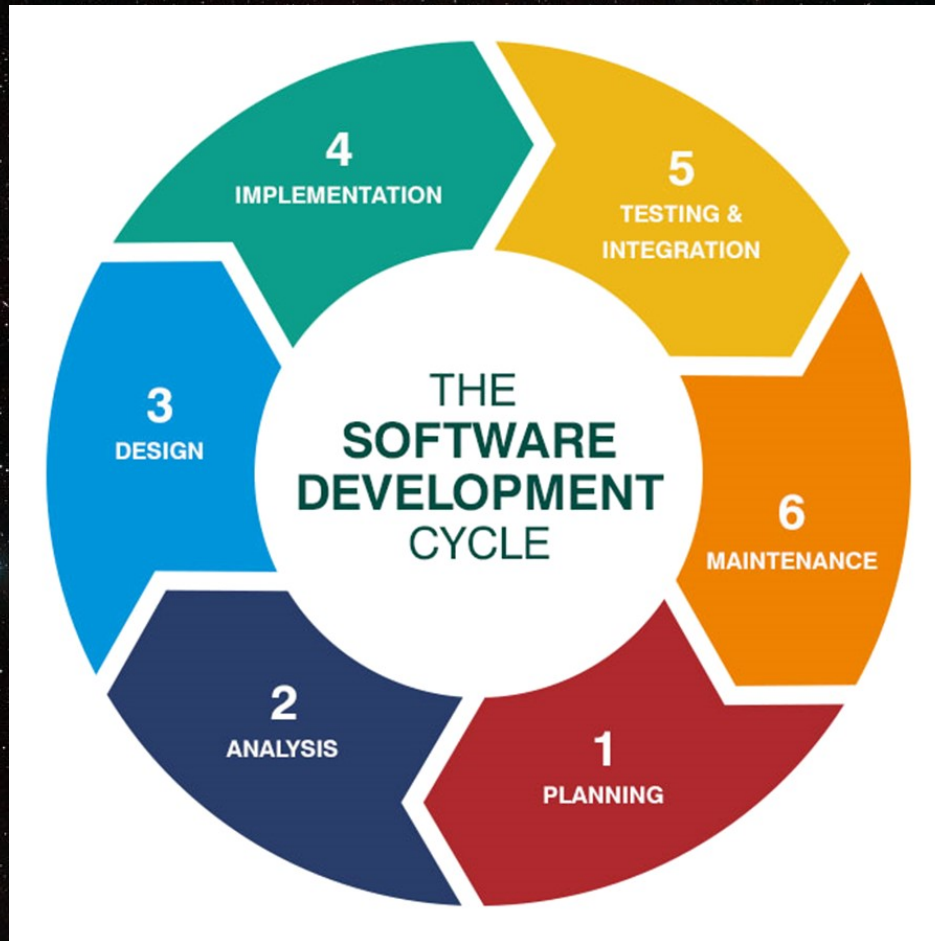 4
IMPLEMENTATION
5
TESTING &
INTEGRATION
3
DESIGN
THE
SOFTWARE
DEVELOPMENT
CYCLE
6
MAINTENANCE
2
ANALYSIS
1
PLANNING